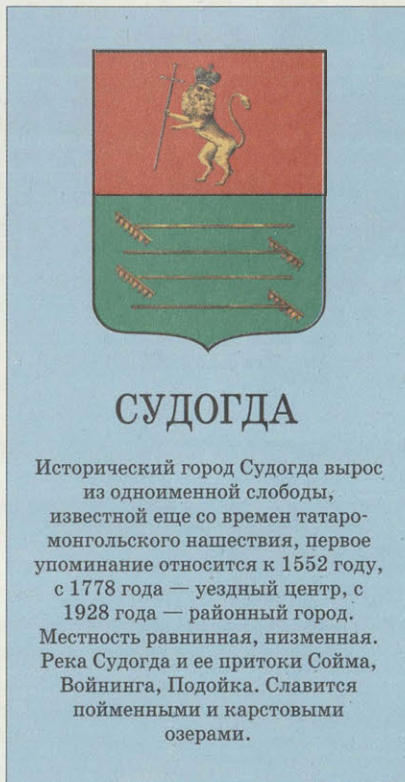 СУДОГДА
Исторический город Судогда вырос
из одноименной слободы,
известной еще со времен татаро-
монгольского нашествия, первое
упоминание относится к 1552 году,
с 1778 года — уездный центр, с
1928 года — районный город.
Местность равнинная, низменная.
Река Судогда и ее притоки Сойма,
Войнинга, Подойка. Славится
пойменными и карстовыми
озерами.